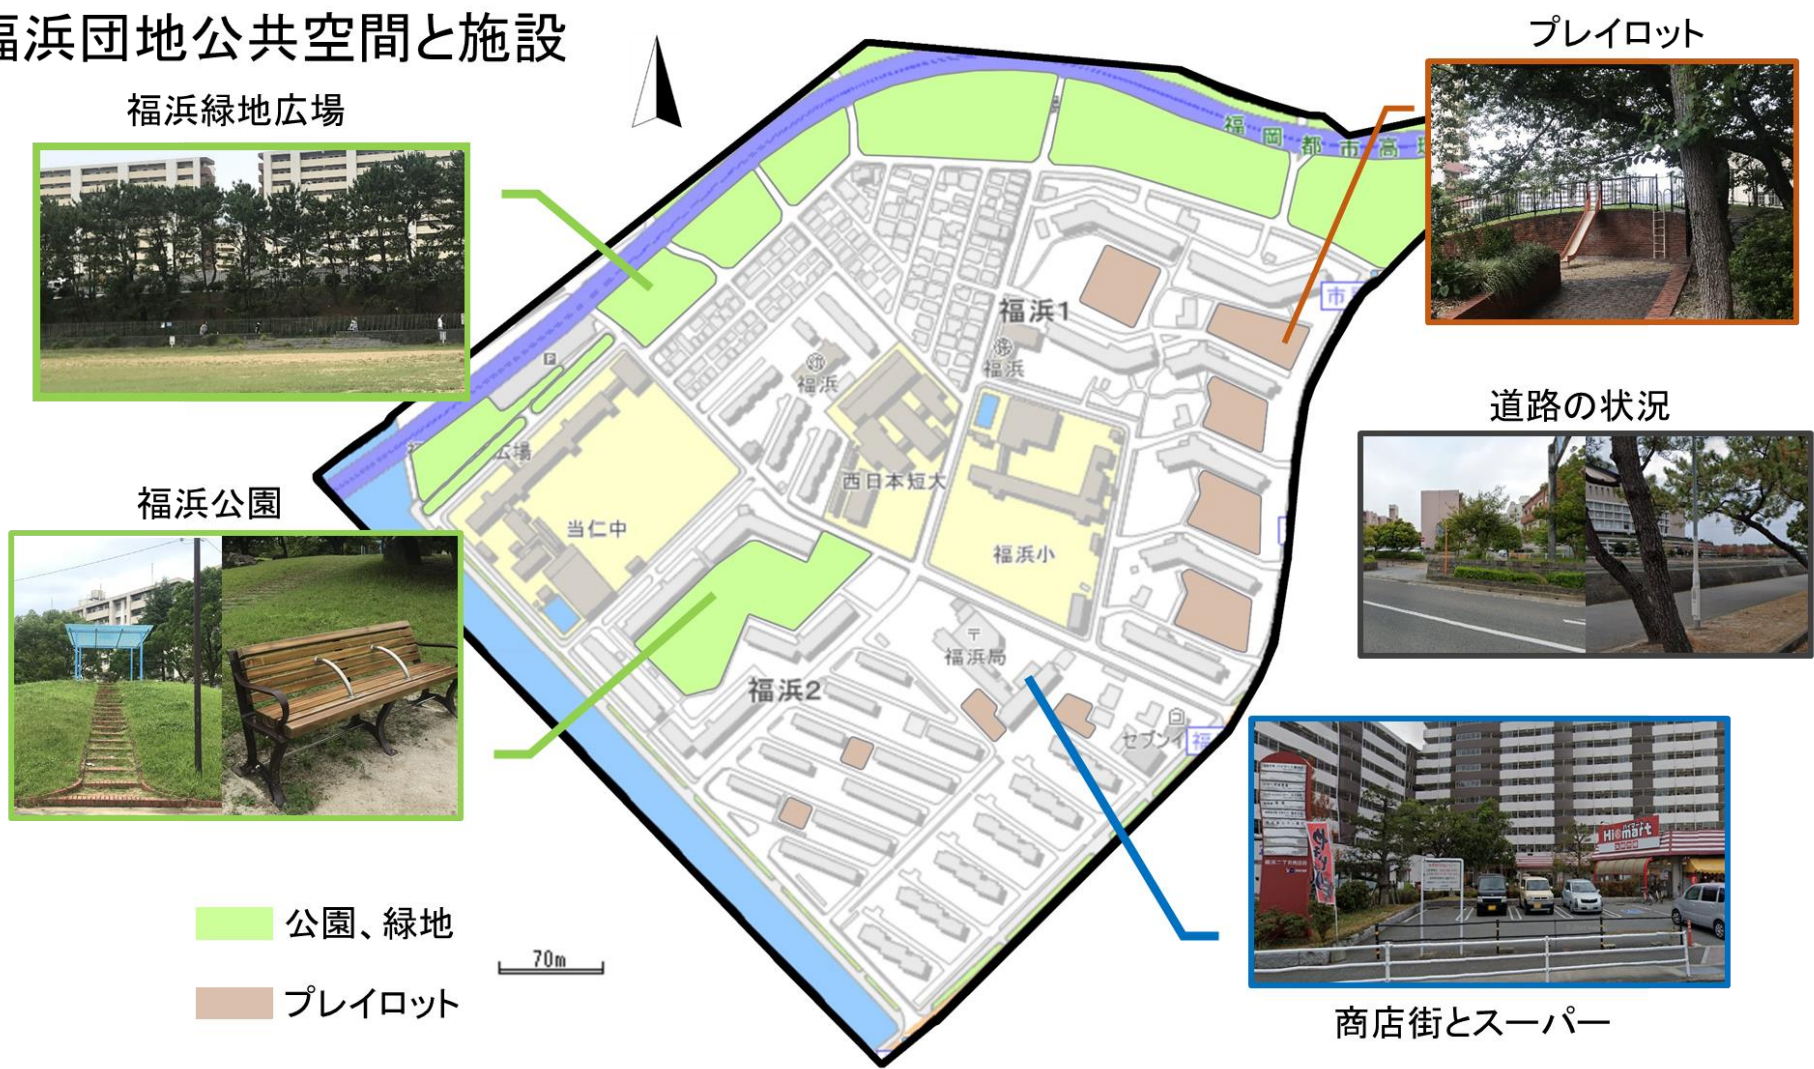 福浜団地公共空間と施設
福浜緑地広場
プレイロット
福岡都市高
市
福浜1
福浜
福浜
道路の状況
広場
福浜公園
西日本短大
当仁中
福浜小
〒
福浜局
福浜2
セブンイ
福
Hi mart
公園、緑地
70m
プレイロット
商店街とスーパー